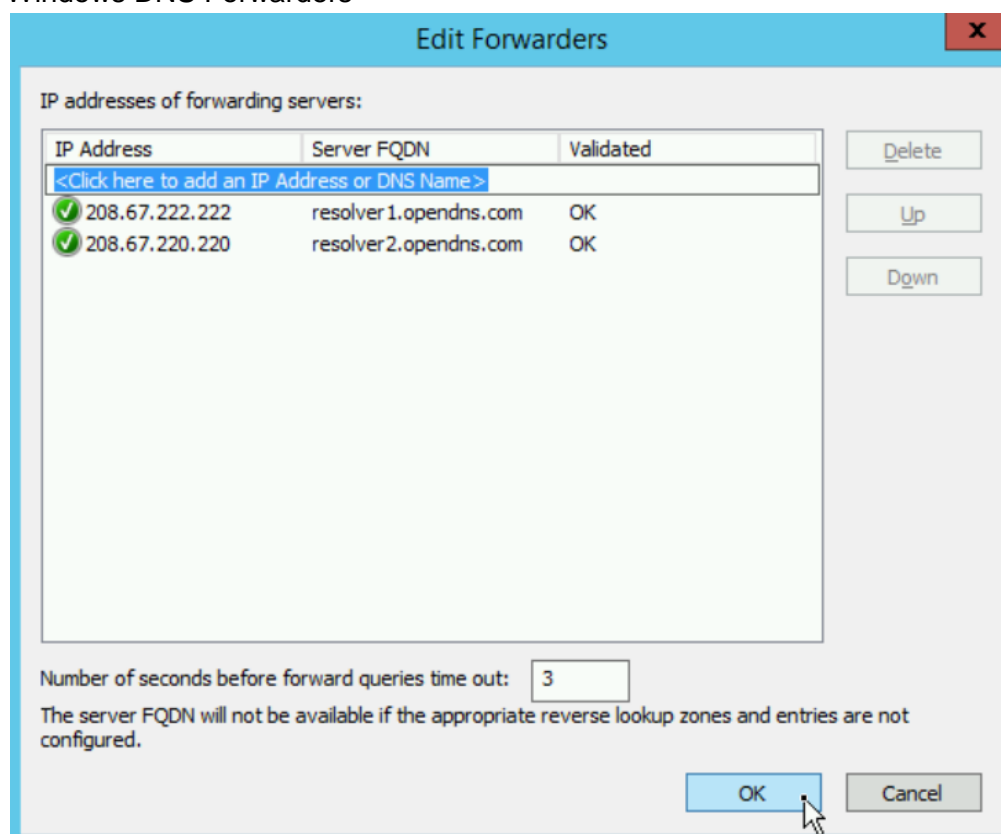 Windows DNS Forwarders
Edit Forwarders
x
IP addresses of forwarding servers:
IP Address Server FQDN Validated
Delete
<Click here to add an IP Address or DNS Name>
208.67.222.222 resolver1.opendns.com OK
Up
208.67.220.220 resolver2.opendns.com OK
Down
Number of seconds before forward queries time out: 3
The server FQDN will not be available if the appropriate reverse lookup zones and entries are not
configured.
OK Cancel